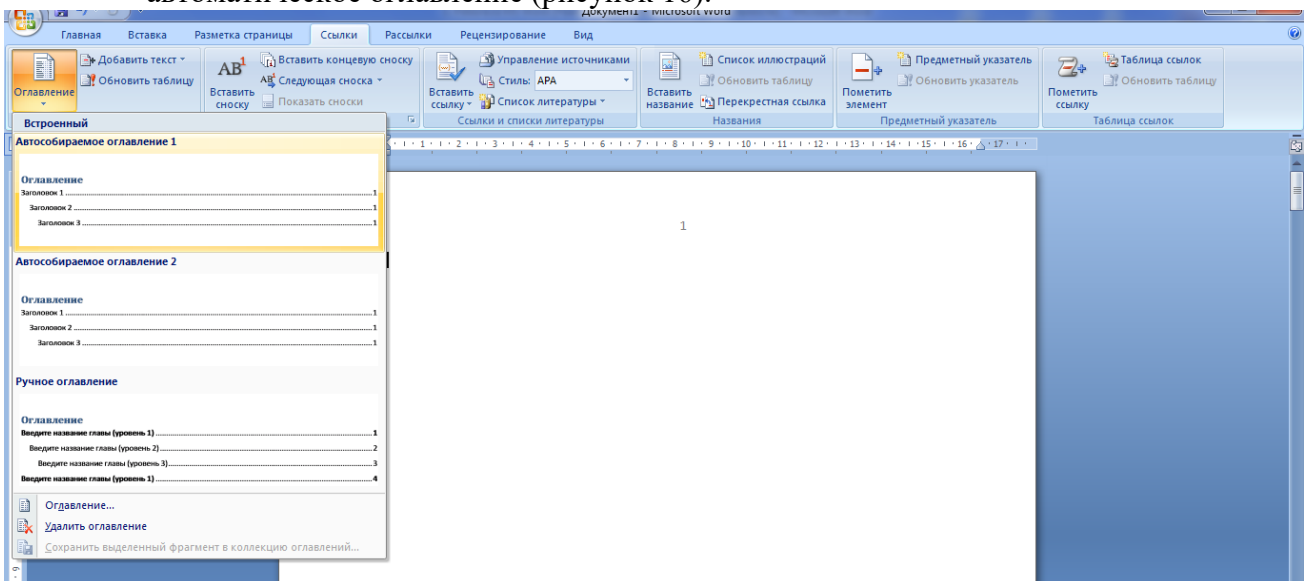 автоматическое оглавление (рисунок 16).
Документ1 - Microsoft Word
Главная Вставка Разметка страницы Ссылки Рассылки Рецензирование Вид
Оглавление
Добавить текст
Обновить таблицу
AB1
Вставить сноску
Вставить концевую сноску
Следующая сноска
Показать сноски
Вставить ссылку
Управление источниками
Стиль: APA
Список литературы
Ссылки и списки литературы
Вставить название
Список иллюстраций
Обновить таблицу
Перекрестная ссылка
Названия
Пометить элемент
Предметный указатель
Обновить указатель
Предметный указатель
Пометить ссылку
Таблица ссылок
Обновить таблицу
Таблица ссылок
1 2 3 4 5 6 7 8 9 10 11 12 13 14 15 16 17
Встроенный
Автособираемое оглавление 1
Оглавление
Заголовок 1 1
Заголовок 2 1
Заголовок 3 1
Автособираемое оглавление 2
Оглавление
Заголовок 1 1
Заголовок 2 1
Заголовок 3 1
Ручное оглавление
Оглавление
Введите название главы (уровень 1) 1
Введите название главы (уровень 2) 2
Введите название главы (уровень 3) 3
Введите название главы (уровень 1) 4
Оглавление...
Удалить оглавление
Сохранить выделенный фрагмент в коллекцию оглавлений...
1